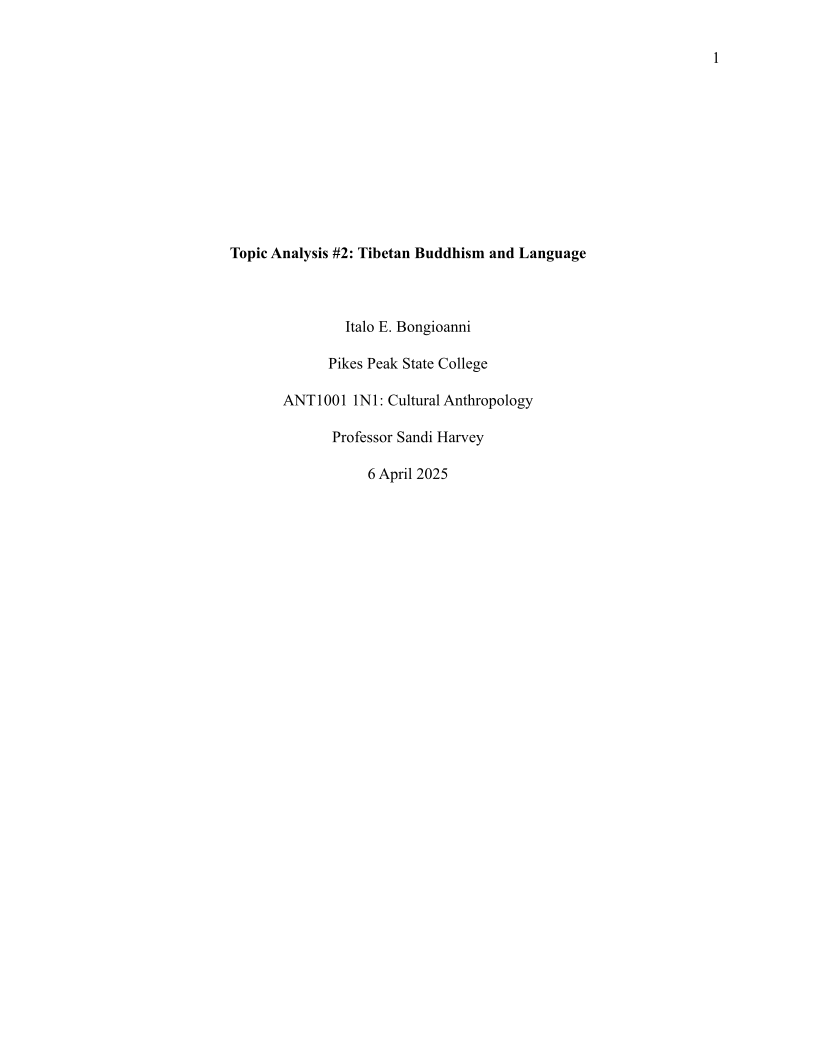 1
Topic Analysis #2: Tibetan Buddhism and Language
Italo E. Bongioanni
Pikes Peak State College
ANT1001 1N1: Cultural Anthropology
Professor Sandi Harvey
6 April 2025